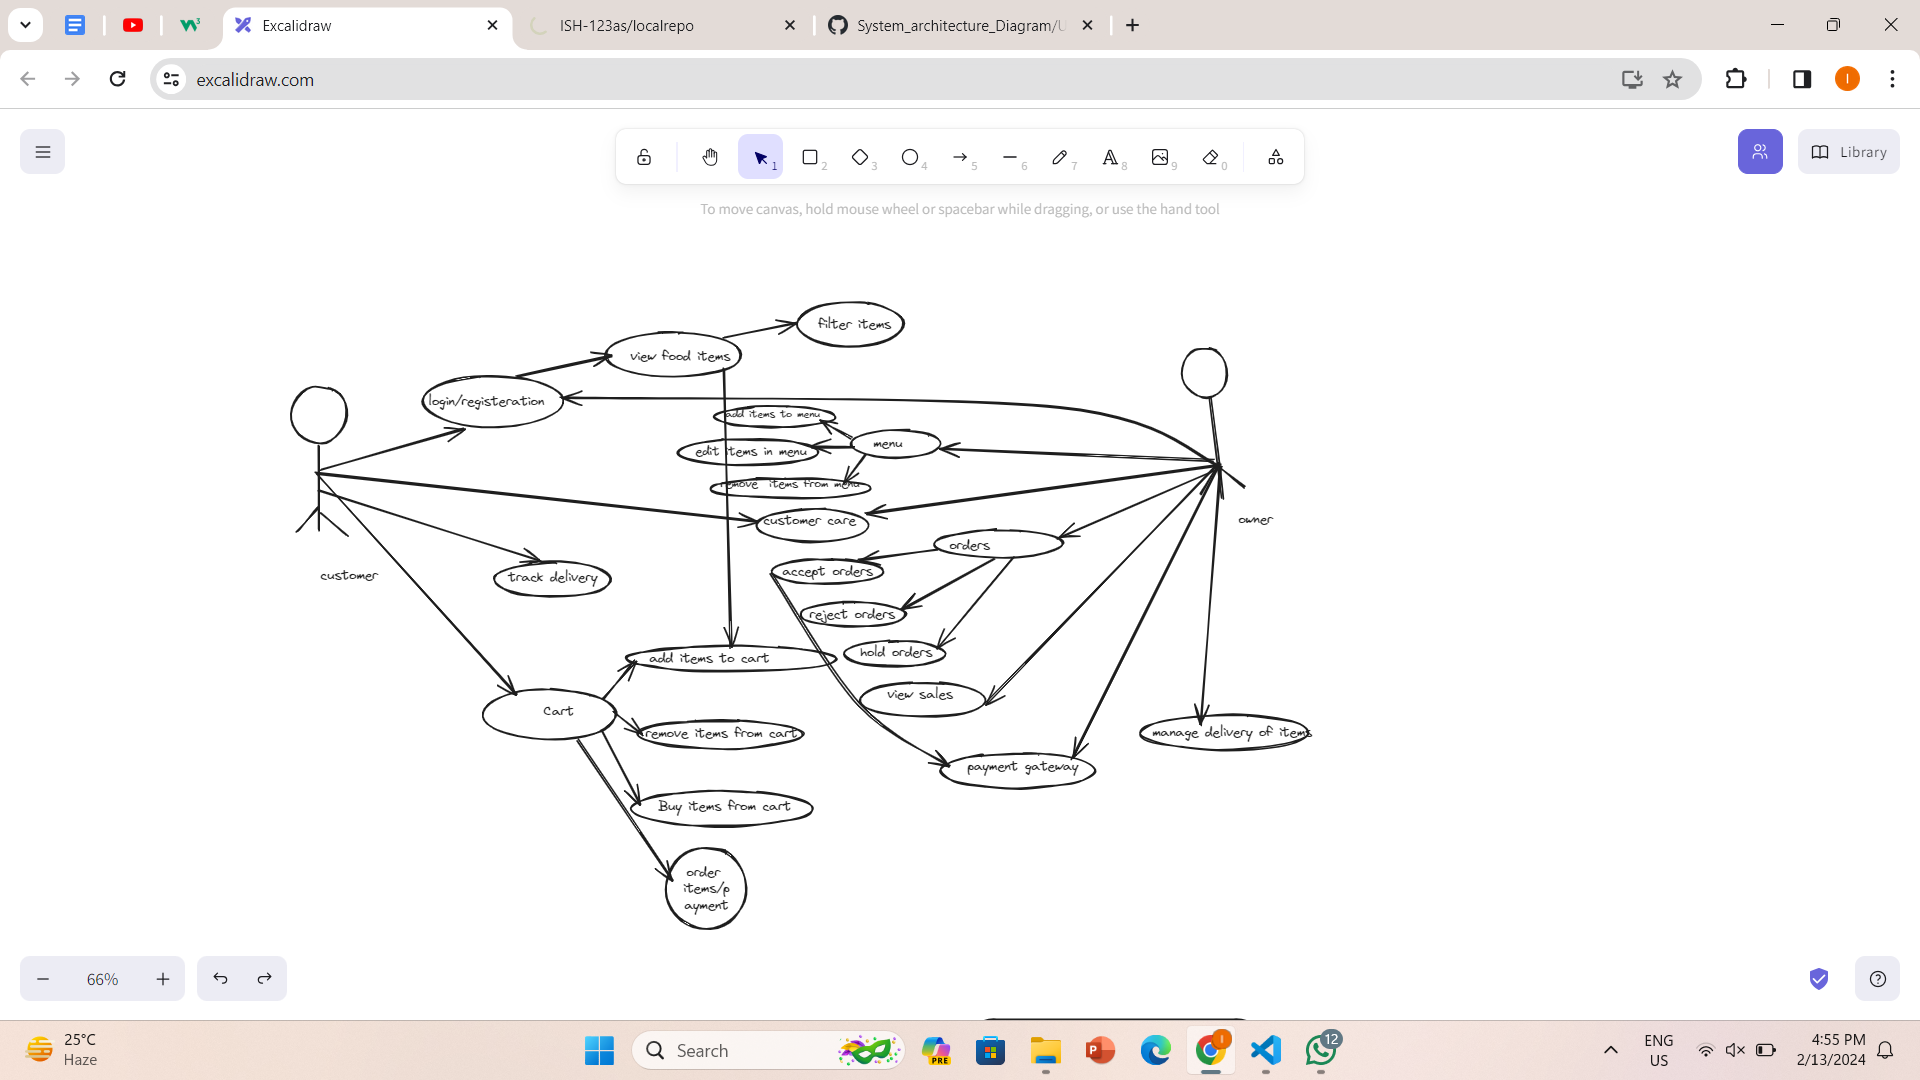 Excalidraw
ISH-123as/localrepo
System_architecture_Diagram/U
excalidraw.com
1
2
3
4
5
6
7
8
9
0
Library
To move canvas, hold mouse wheel or spacebar while dragging, or use the hand tool
filter items
view food items
login/registeration
add items to menu
menu
edit items in menu
remove items from menu
customer care
owner
orders
accept orders
customer
track delivery
reject orders
hold orders
add items to cart
view sales
Cart
remove items from cart
manage delivery of items
payment gateway
Buy items from cart
order
items/p
ayment
66%
25°C
Haze
Search
PRE
I
I
12
ENG
US
4:55 PM
2/13/2024